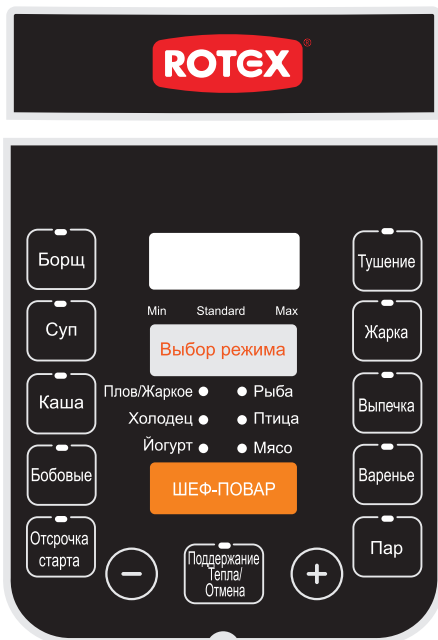 ROTEX®
Борщ
Суп
Каша
Бобовые
Отсрочка
старта
Min Standard Max
Выбор режима
Плов/Жаркое
Холодец
Йогурт
Рыба
Птица
Мясо
ШЕФ-ПОВАР
Поддержание
Тепла/
Отмена
−
+
Тушение
Жарка
Выпечка
Варенье
Пар